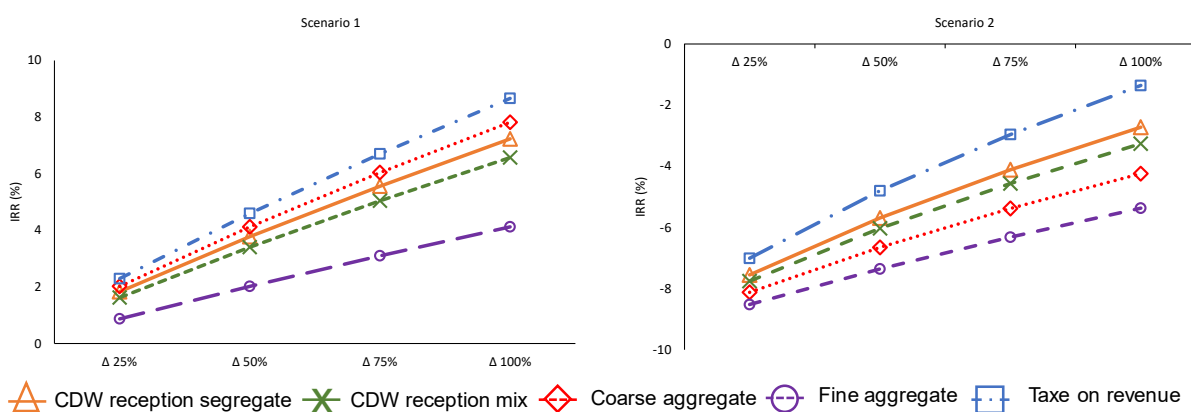 Scenario 1
10
8
6
4
2
0
IRR (%)
Δ 25%
Δ 50%
Δ 75%
Δ 100%
Scenario 2
0
-2
-4
-6
-8
-10
IRR (%)
Δ 25%
Δ 50%
Δ 75%
Δ 100%
CDW reception segregate
CDW reception mix
Coarse aggregate
Fine aggregate
Taxe on revenue